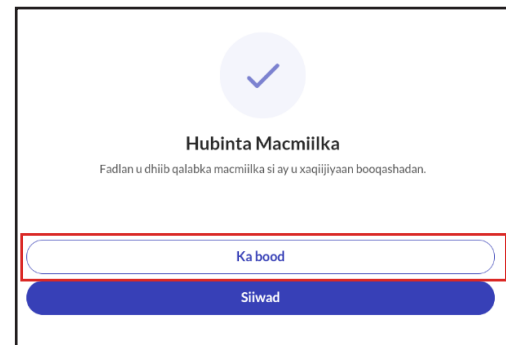 Hubinta Macmiilka
Fadlan u dhiib qalabka macmiilka si ay u xaqiijiyaan booqashadan.
Ka bood
Siiwad